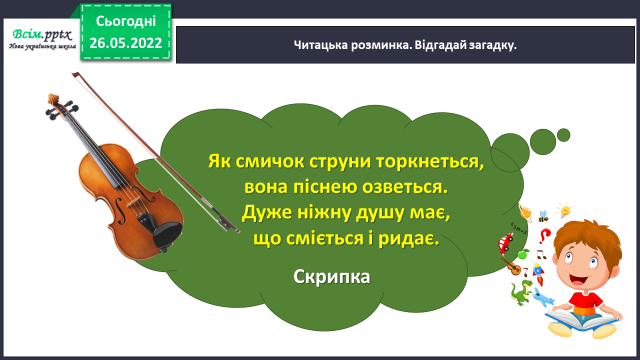 Всім.pptx
Нова українська школа
Сьогодні
26.05.2022
Читацька розминка. Відгадай загадку.
Як смичок струни торкнеться,
вона піснею озветься.
Дуже ніжну душу має,
що сміється і ридає.
Скрипка